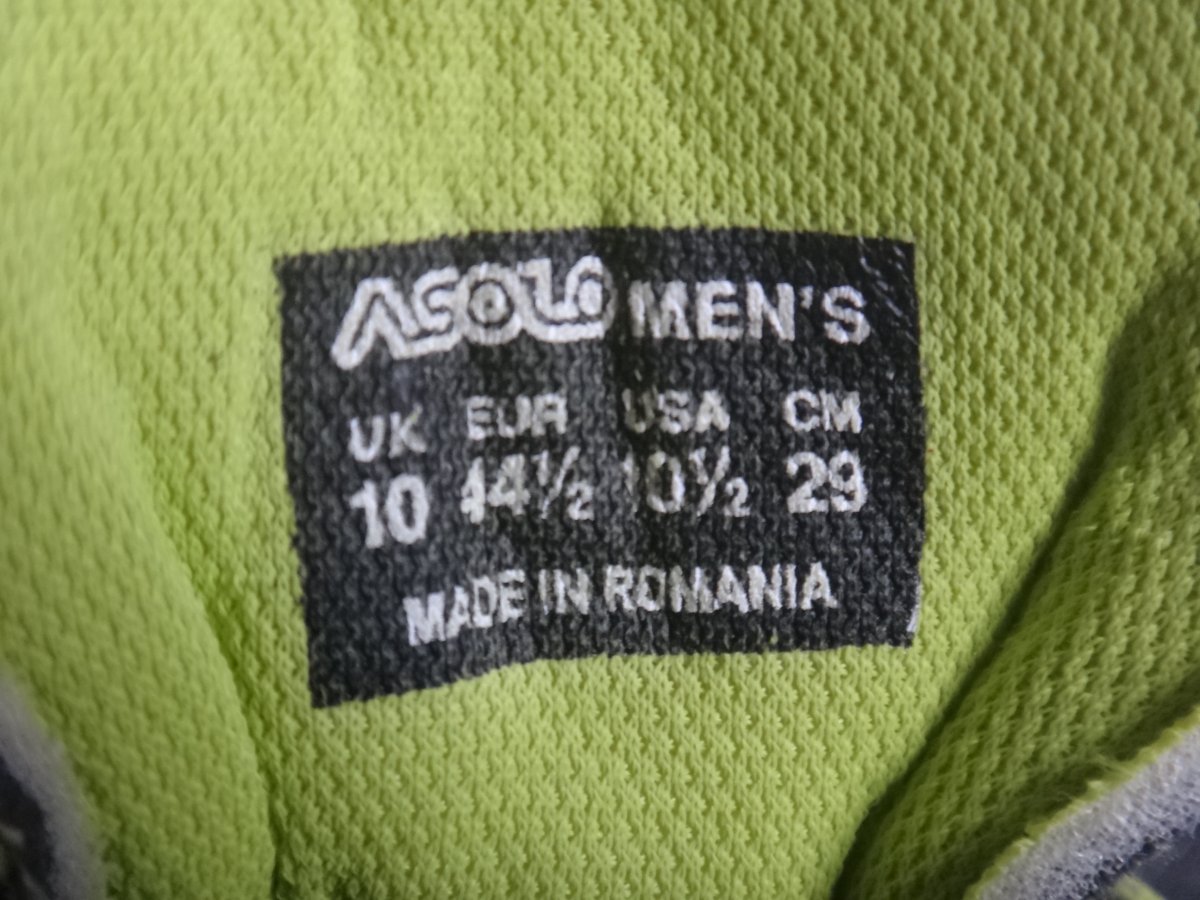 ASOLO MEN'S
UK EUR USA CM
10 44½ 10½ 29
MADE IN ROMANIA